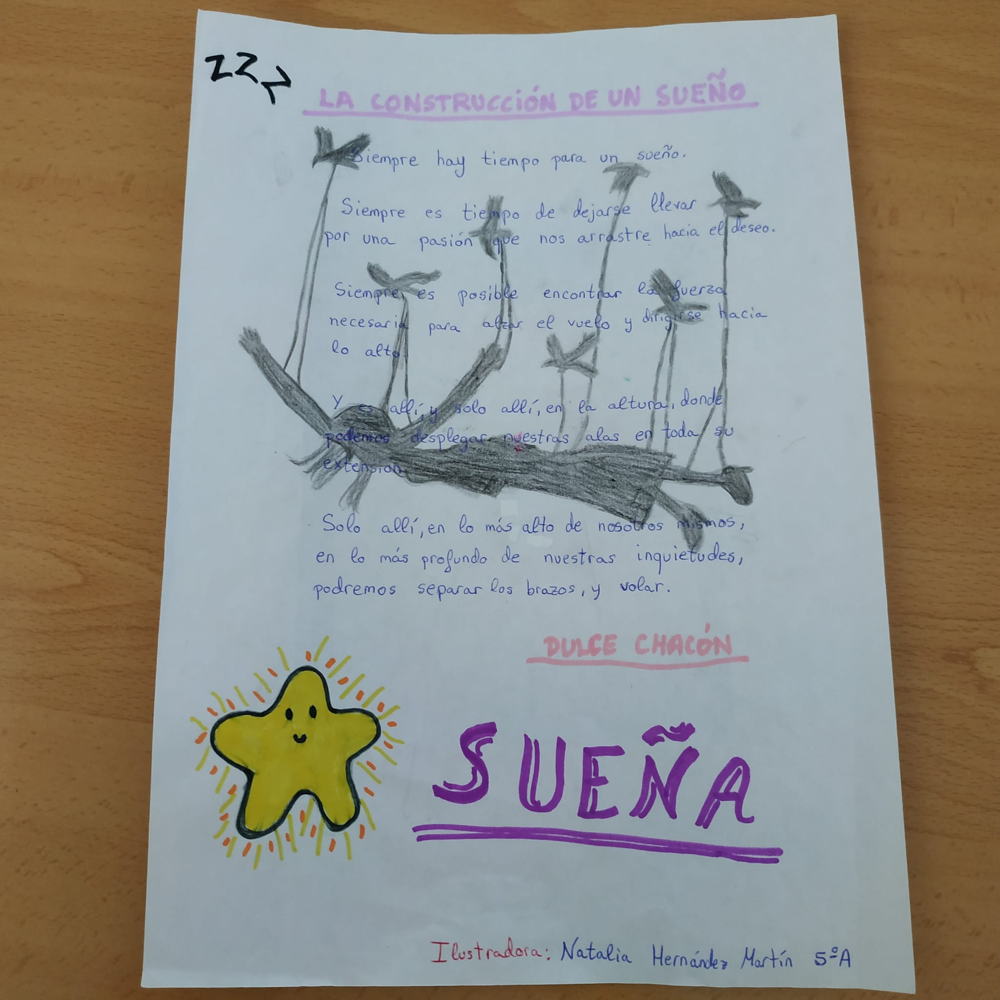 ZZZ
LA CONSTRUCCIÓN DE UN SUEÑO
Siempre hay tiempo para un sueño.
Siempre es tiempo de dejarse llevar
por una pasión que nos arrastre hacia el deseo.
Siempre es posible encontrar la fuerza
necesaria para alzar el vuelo y dirigirse hacia
lo alto.
Y es allí, y solo allí, en la altura, donde
podemos desplegar nuestras alas en toda su
extensión
Solo allí, en lo más alto de nosotros mismos,
en lo más profundo de nuestras inquietudes,
podremos separar los brazos, y volar.
DULCE CHACÓN
SUEÑA
Ilustradora: Natalia Hernández Martín 5ºA